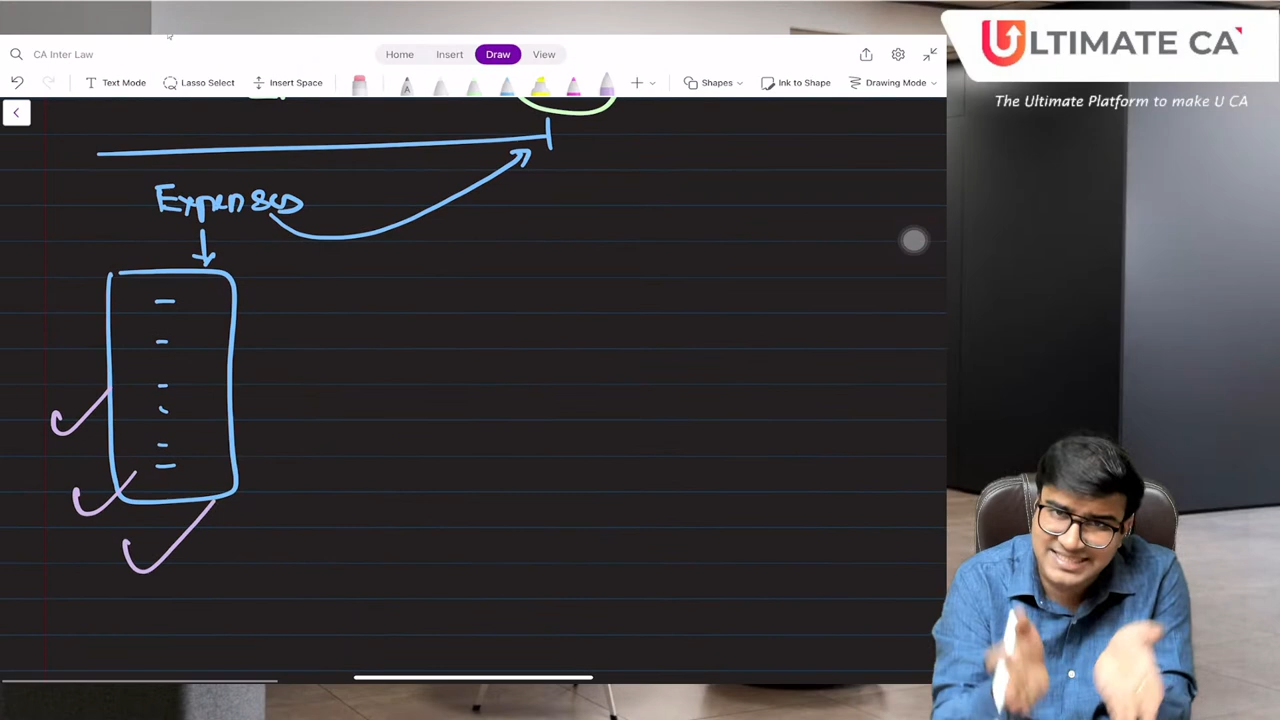 CA Inter Law
Home Insert Draw View
Text Mode Lasso Select Insert Space Shapes Ink to Shape Drawing Mode
ULTIMATE CA
The Ultimate Platform to make U CA
Expenses